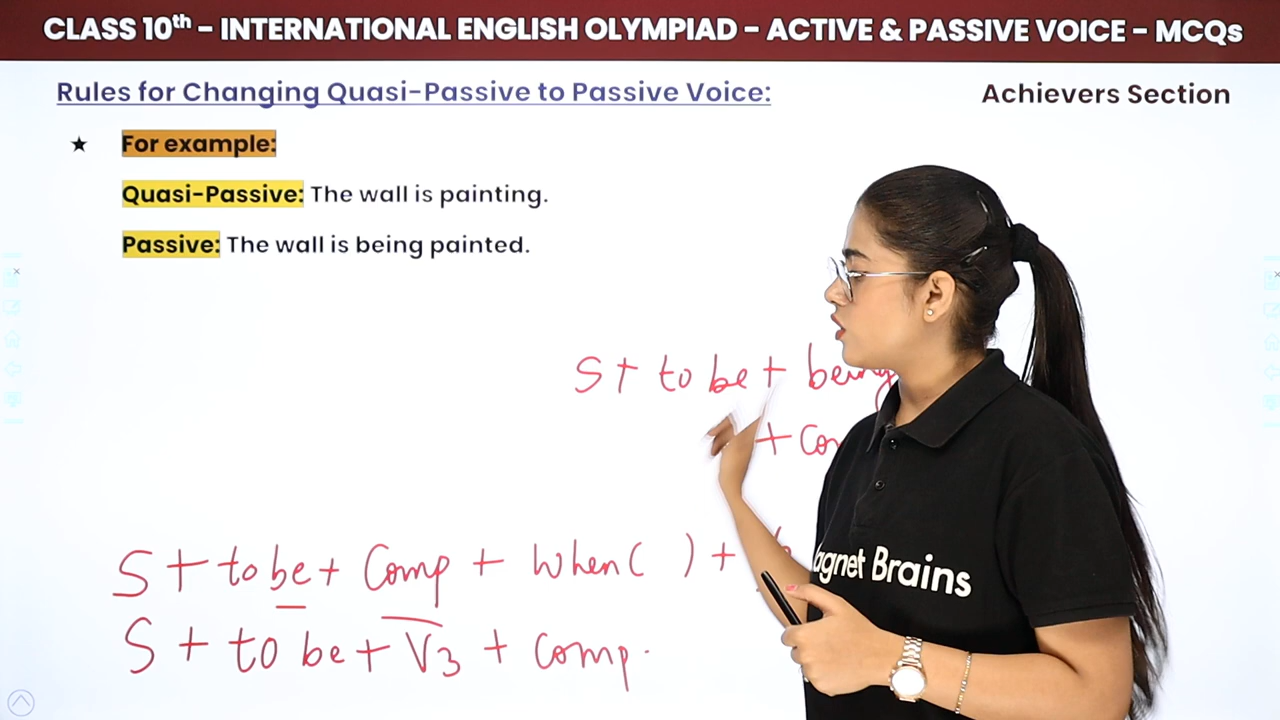 CLASS 10th – INTERNATIONAL ENGLISH OLYMPIAD – ACTIVE & PASSIVE VOICE – MCQs
Rules for Changing Quasi-Passive to Passive Voice:
Achievers Section
★ For example:
Quasi-Passive: The wall is painting.
Passive: The wall is being painted.
S + to be + being
+ Com
S + to be + Comp + when ( ) +
S + to be + V3 + comp.
agnet Brains